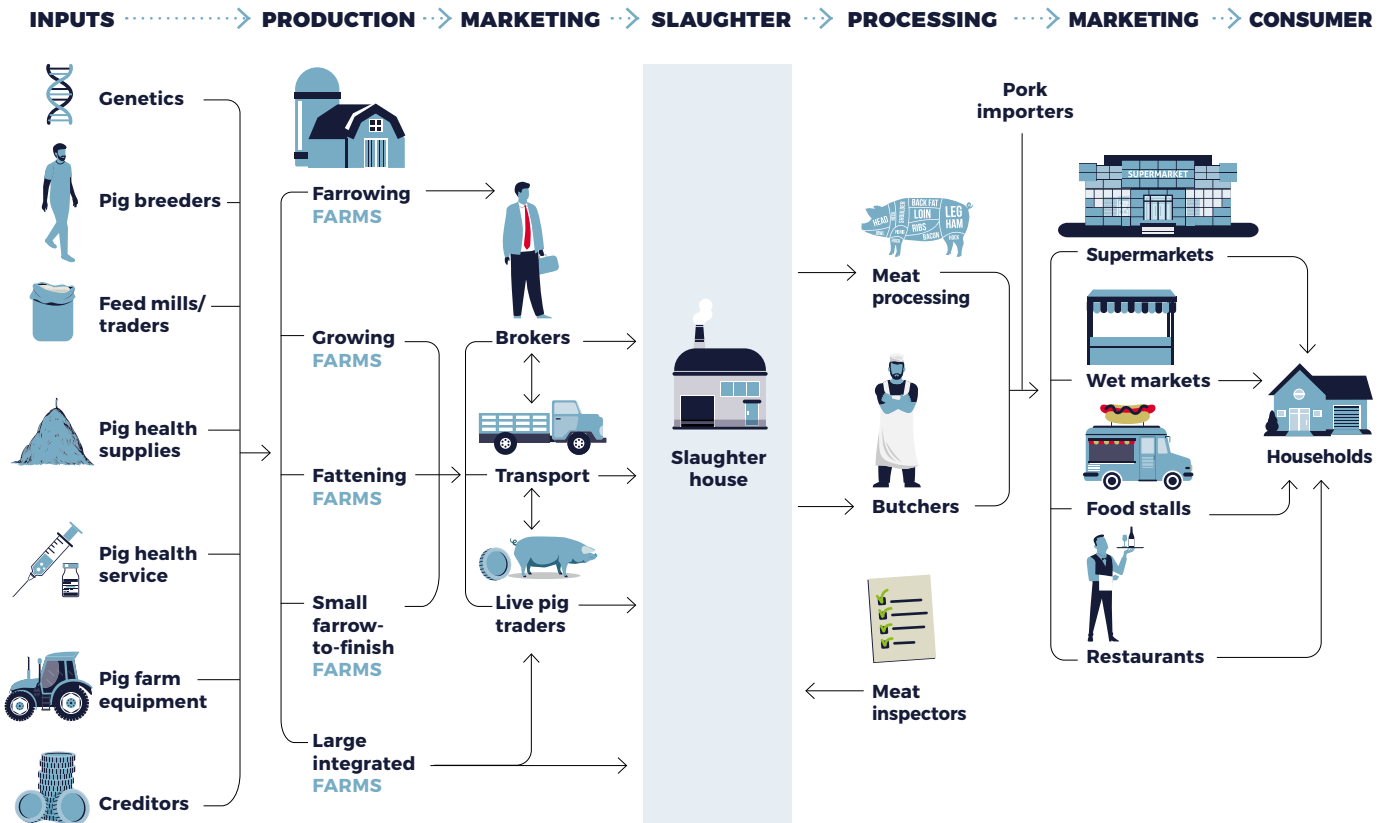 INPUTS
PRODUCTION
MARKETING
SLAUGHTER
PROCESSING
MARKETING
CONSUMER
Genetics
Pig breeders
Feed mills/
traders
Pig health
supplies
Pig health
service
Pig farm
equipment
Creditors
Farrowing
FARMS
Growing
FARMS
Fattening
FARMS
Small
farrow-
to-finish
FARMS
Large
integrated
FARMS
Brokers
Transport
Live pig
traders
Slaughter
house
Pork
importers
HEAD
SHOULDER
BACK FAT
LOIN
RIBS
BACON
LEG
HAM
HOCK
Meat
processing
Butchers
Meat
inspectors
SUPERMARKET
Supermarkets
Wet markets
Food stalls
Restaurants
Households